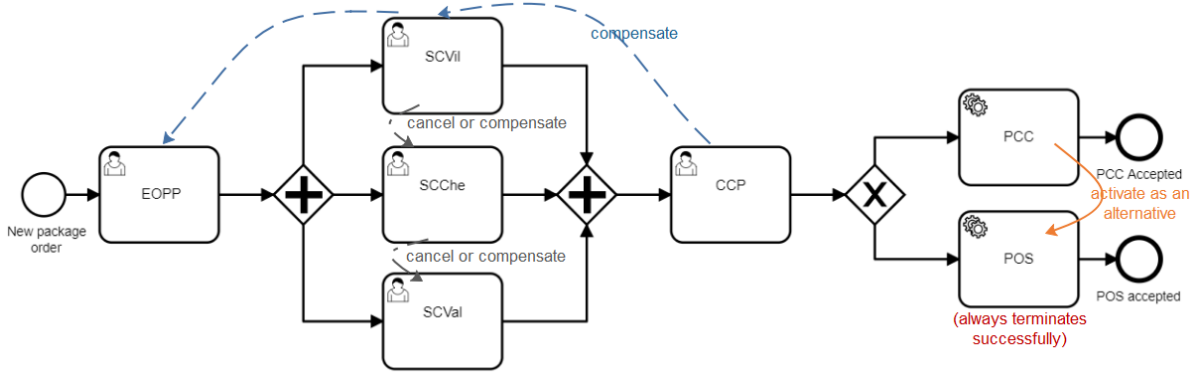 compensate
SCVil
cancel or compensate
EOPP
SCChe
CCP
PCC
New package
order
cancel or compensate
SCVal
X
PCC Accepted
activate as an
alternative
POS
POS accepted
(always terminates
successfully)